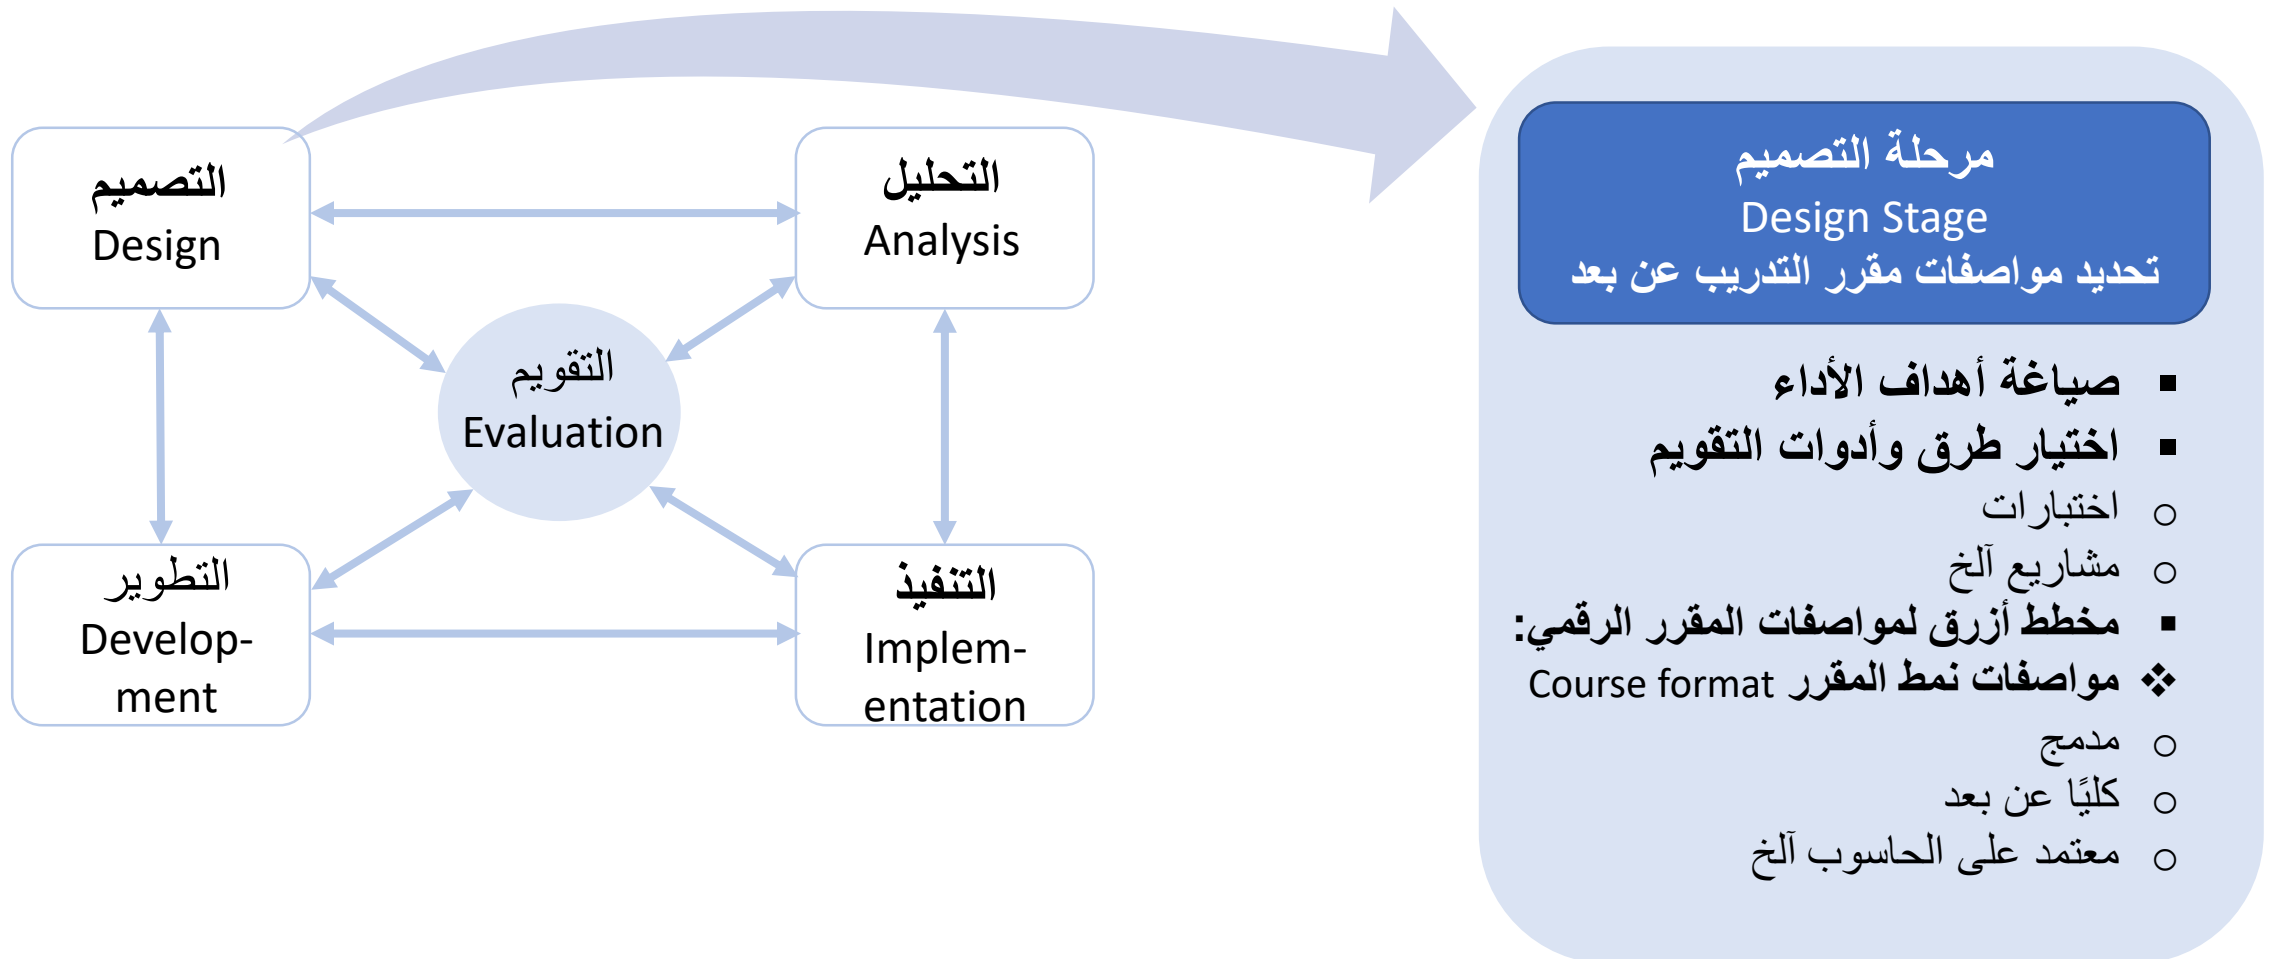 التحليل
Analysis
التصميم
Design
التقويم
Evaluation
التطوير
Develop-
ment
التنفيذ
Implem-
entation
مرحلة التصميم
Design Stage
تحديد مواصفات مقرر التدريب عن بعد
▪ صياغة أهداف الأداء
▪ اختيار طرق وأدوات التقويم
o اختبارات
o مشاريع آلخ
▪ مخطط أزرق لمواصفات المقرر الرقمي:
❖ مواصفات نمط المقرر Course format
o مدمج
o كليًا عن بعد
o معتمد على الحاسوب آلخ